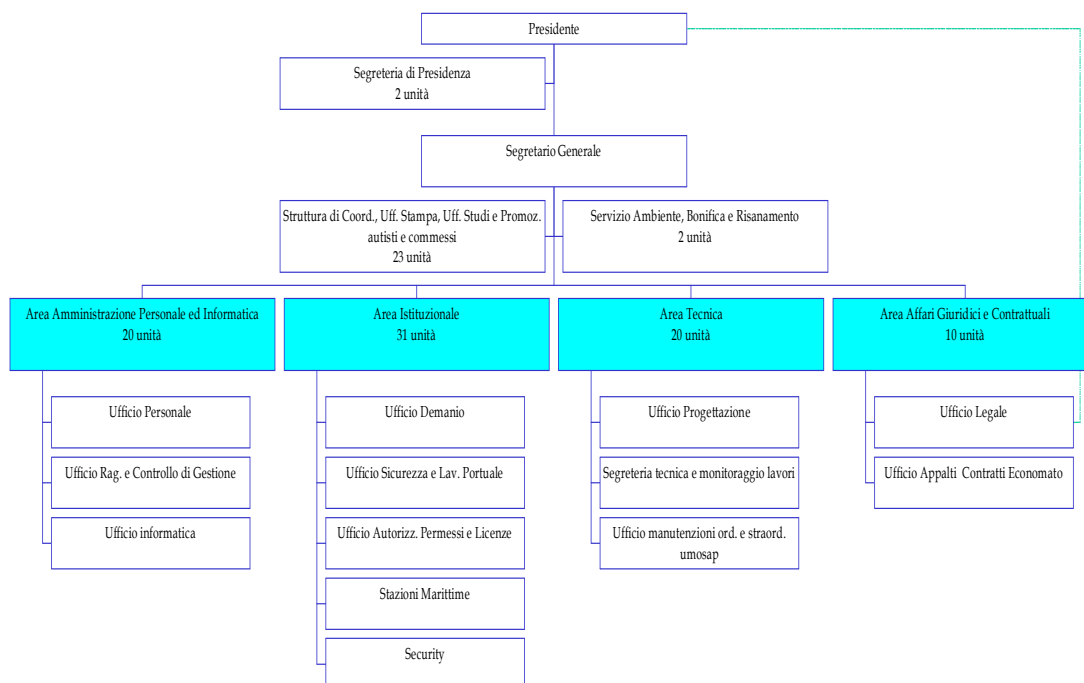 Presidente
Segreteria di Presidenza
2 unità
Segretario Generale
Struttura di Coord., Uff. Stampa, Uff. Studi e Promoz.
autisti e commessi
23 unità
Servizio Ambiente, Bonifica e Risanamento
2 unità
Area Amministrazione Personale ed Informatica
20 unità
Area Istituzionale
31 unità
Area Tecnica
20 unità
Area Affari Giuridici e Contrattuali
10 unità
Ufficio Personale
Ufficio Rag. e Controllo di Gestione
Ufficio informatica
Ufficio Demanio
Ufficio Sicurezza e Lav. Portuale
Ufficio Autorizz. Permessi e Licenze
Stazioni Marittime
Security
Ufficio Progettazione
Segreteria tecnica e monitoraggio lavori
Ufficio manutenzioni ord. e straord.
umosap
Ufficio Legale
Ufficio Appalti Contratti Economato